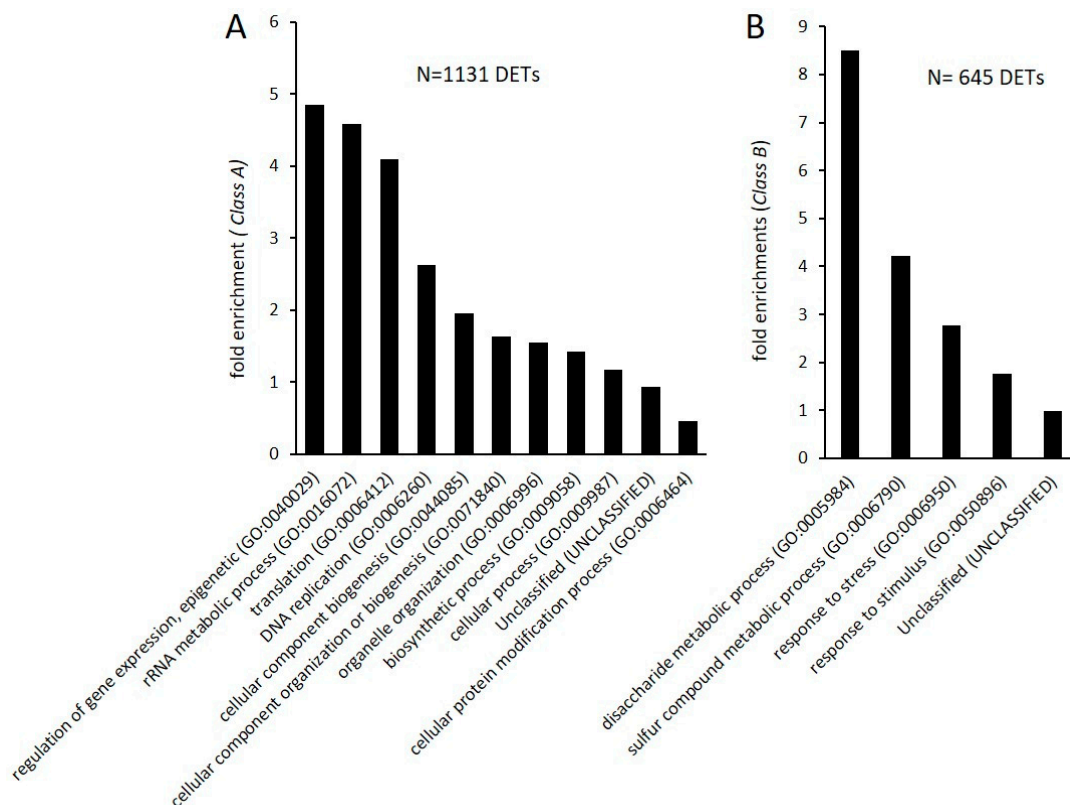 A
N=1131 DETs
fold enrichment ( Class A)
6
5
4
3
2
1
0
regulation of gene expression, epigenetic (GO:0040029)
rRNA metabolic process (GO:0016072)
translation (GO:0006412)
DNA replication (GO:0006260)
cellular component biogenesis (GO:0044085)
cellular component organization or biogenesis (GO:0071840)
organelle organization (GO:0006996)
biosynthetic process (GO:0009058)
cellular process (GO:0009987)
Unclassified (UNCLASSIFIED)
cellular protein modification process (GO:0006464)
B
N= 645 DETs
fold enrichments (Class B)
9
8
7
6
5
4
3
2
1
0
disaccharide metabolic process (GO:0005984)
sulfur compound metabolic process (GO:0006790)
response to stress (GO:0006950)
response to stimulus (GO:0050896)
Unclassified (UNCLASSIFIED)